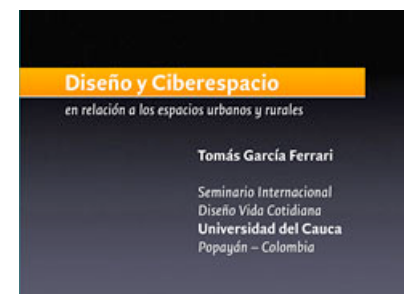 Diseño y Ciberespacio
en relación a los espacios urbanos y rurales
Tomás García Ferrari
Seminario Internacional
Diseño Vida Cotidiana
Universidad del Cauca
Popayán – Colombia